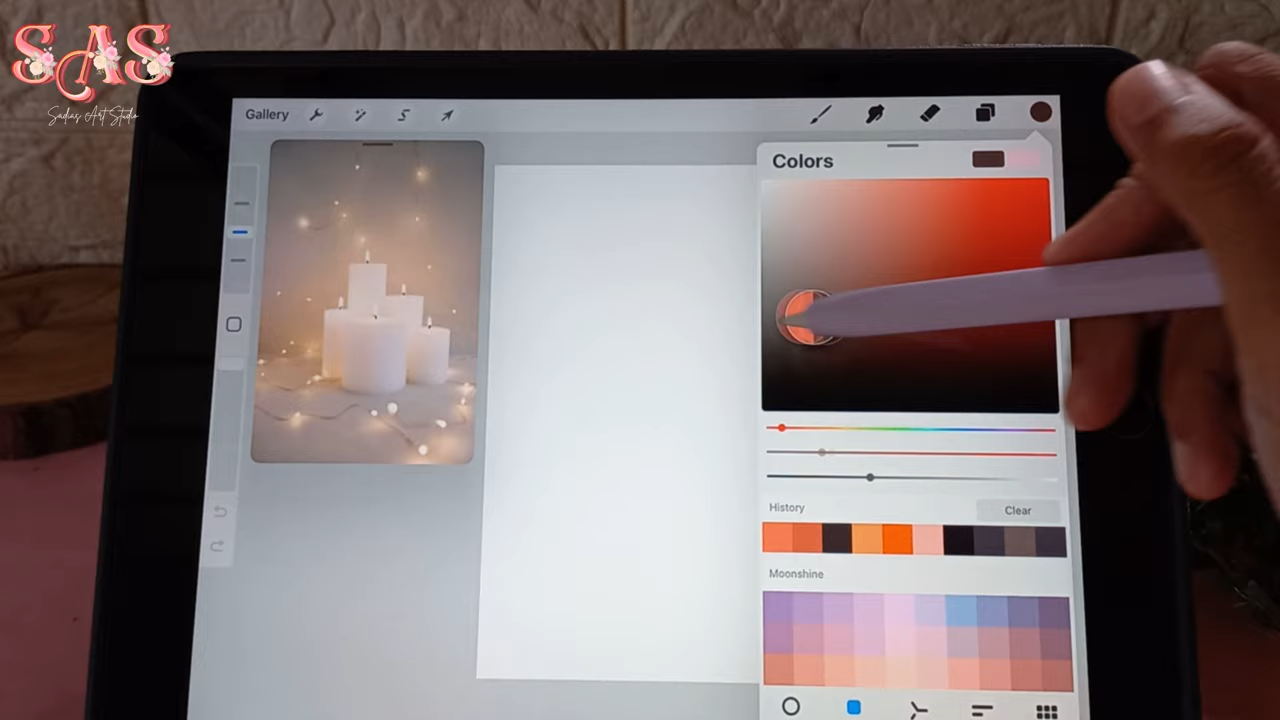 SAS
Sadias Art Studio
Gallery
Colors
History
Clear
Moonshine